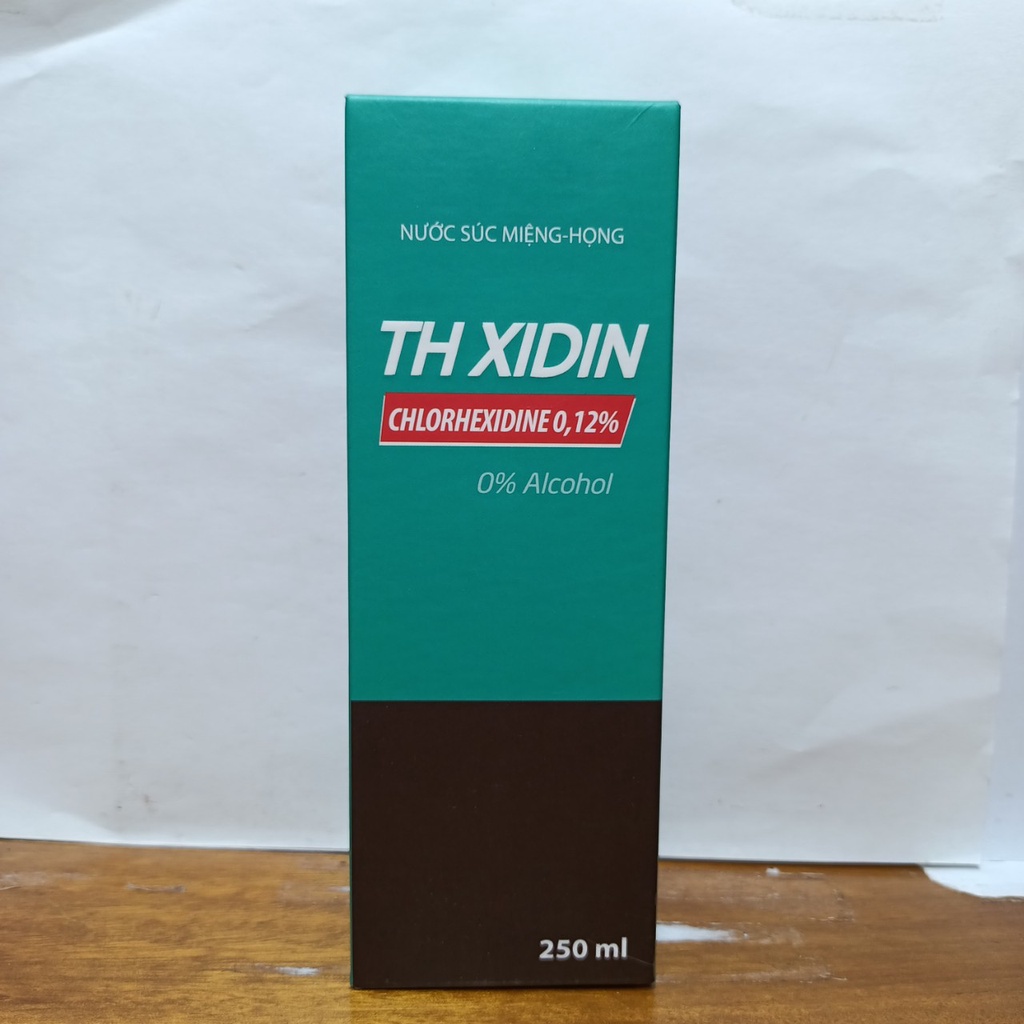 NƯỚC SÚC MIỆNG-HỌNG
TH XIDIN
CHLORHEXIDINE 0,12%
0% Alcohol
250 ml